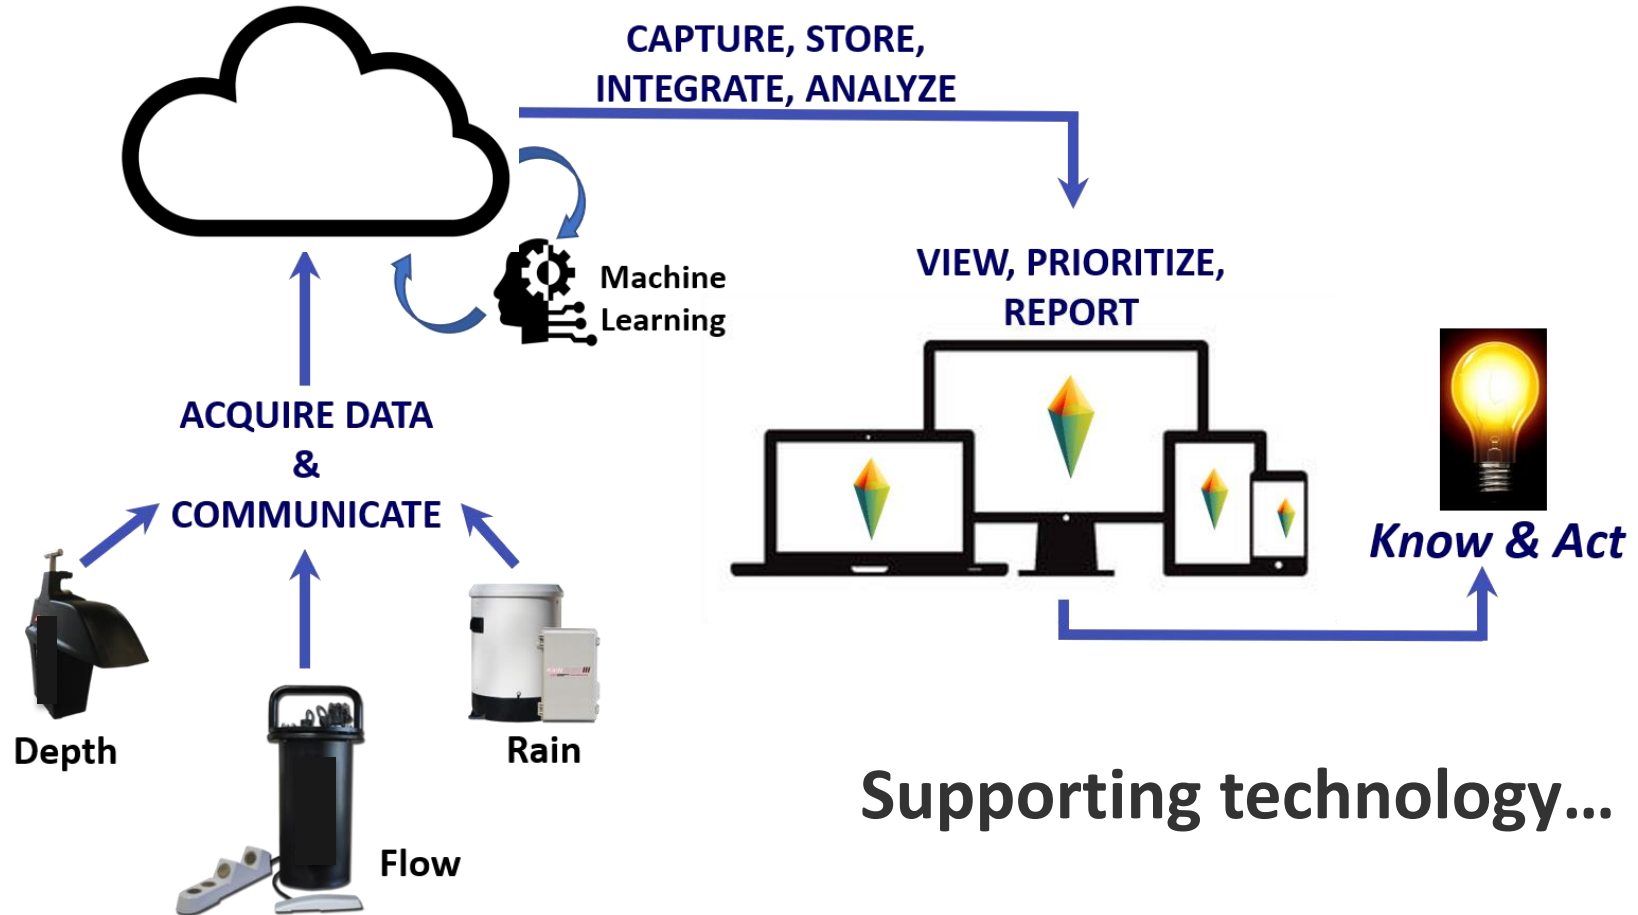 CAPTURE, STORE,
INTEGRATE, ANALYZE
Machine
Learning
VIEW, PRIORITIZE,
REPORT
ACQUIRE DATA
&
COMMUNICATE
Know & Act
Depth
Rain
Flow
Supporting technology…